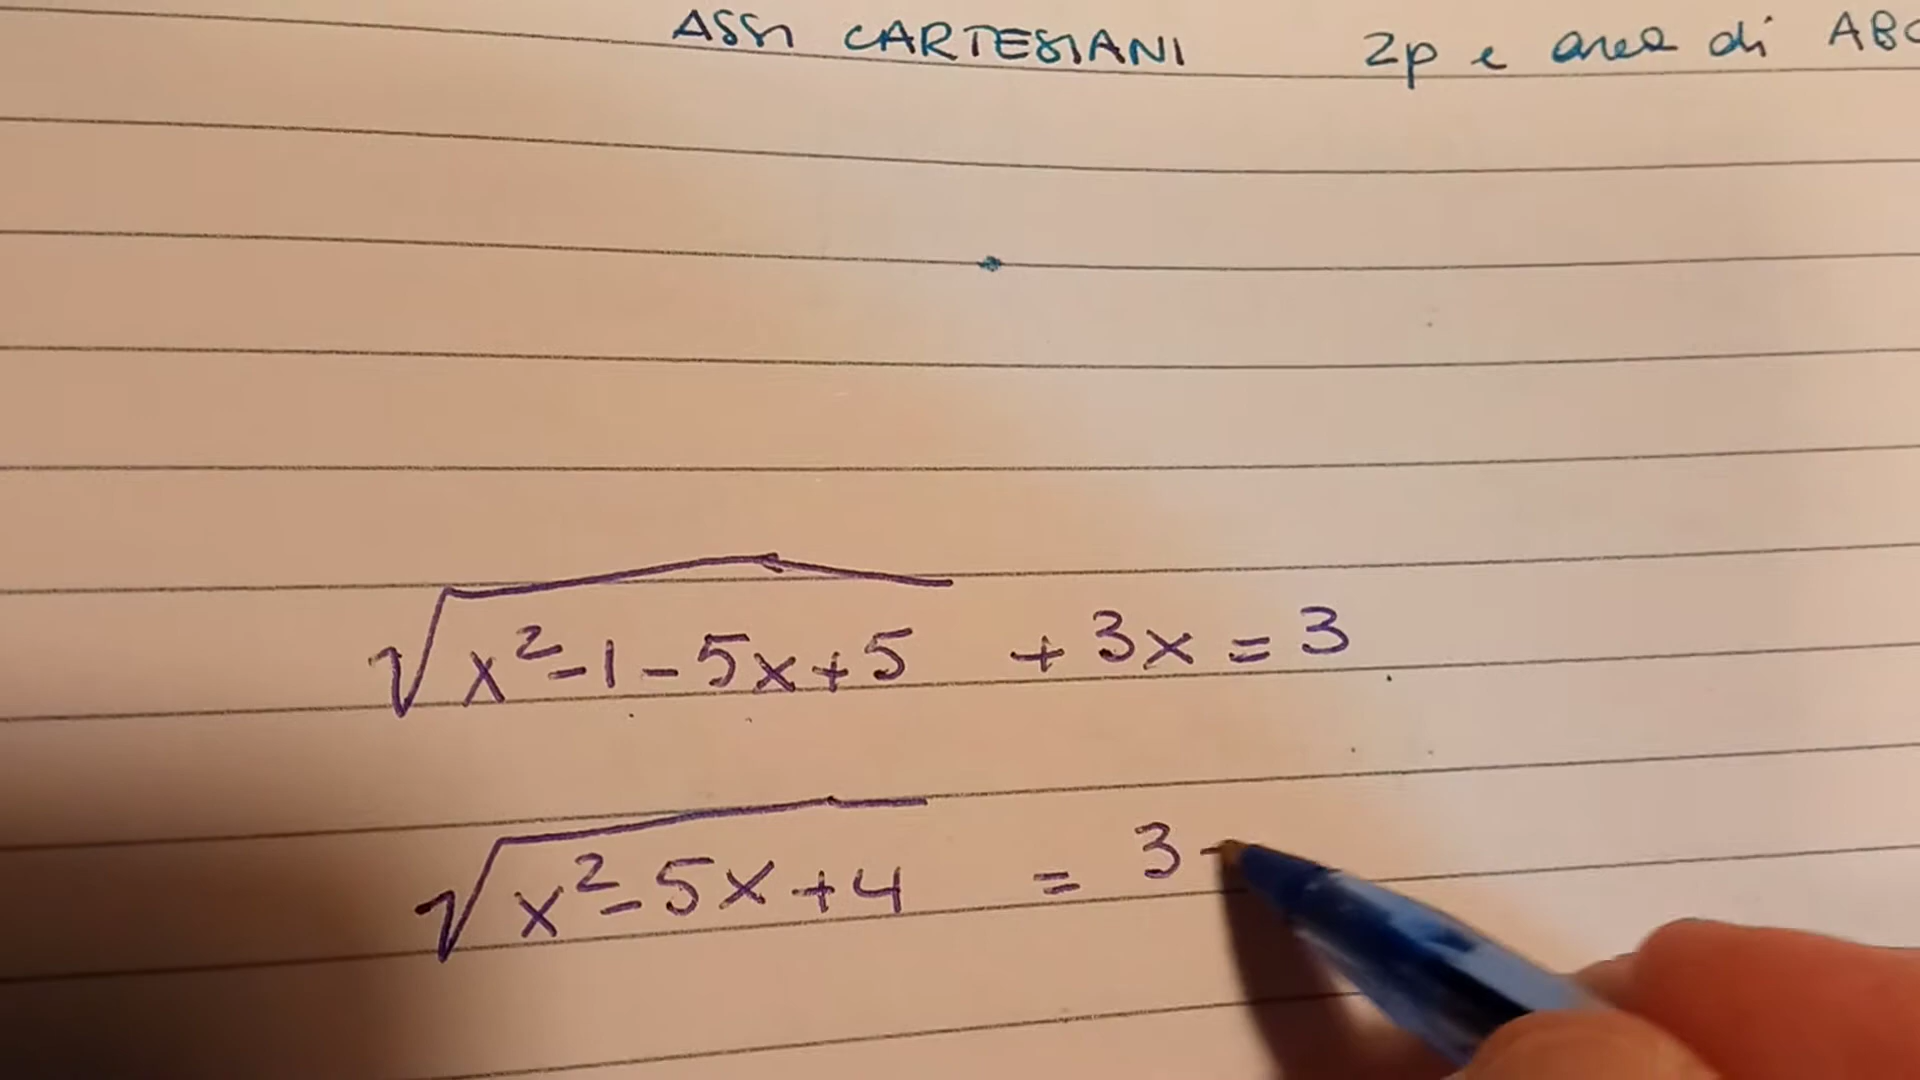 ASSI CARTESIANI 2p e area di ABC
√x²-1-5x+5 +3x=3
√x²-5x+4 = 3-